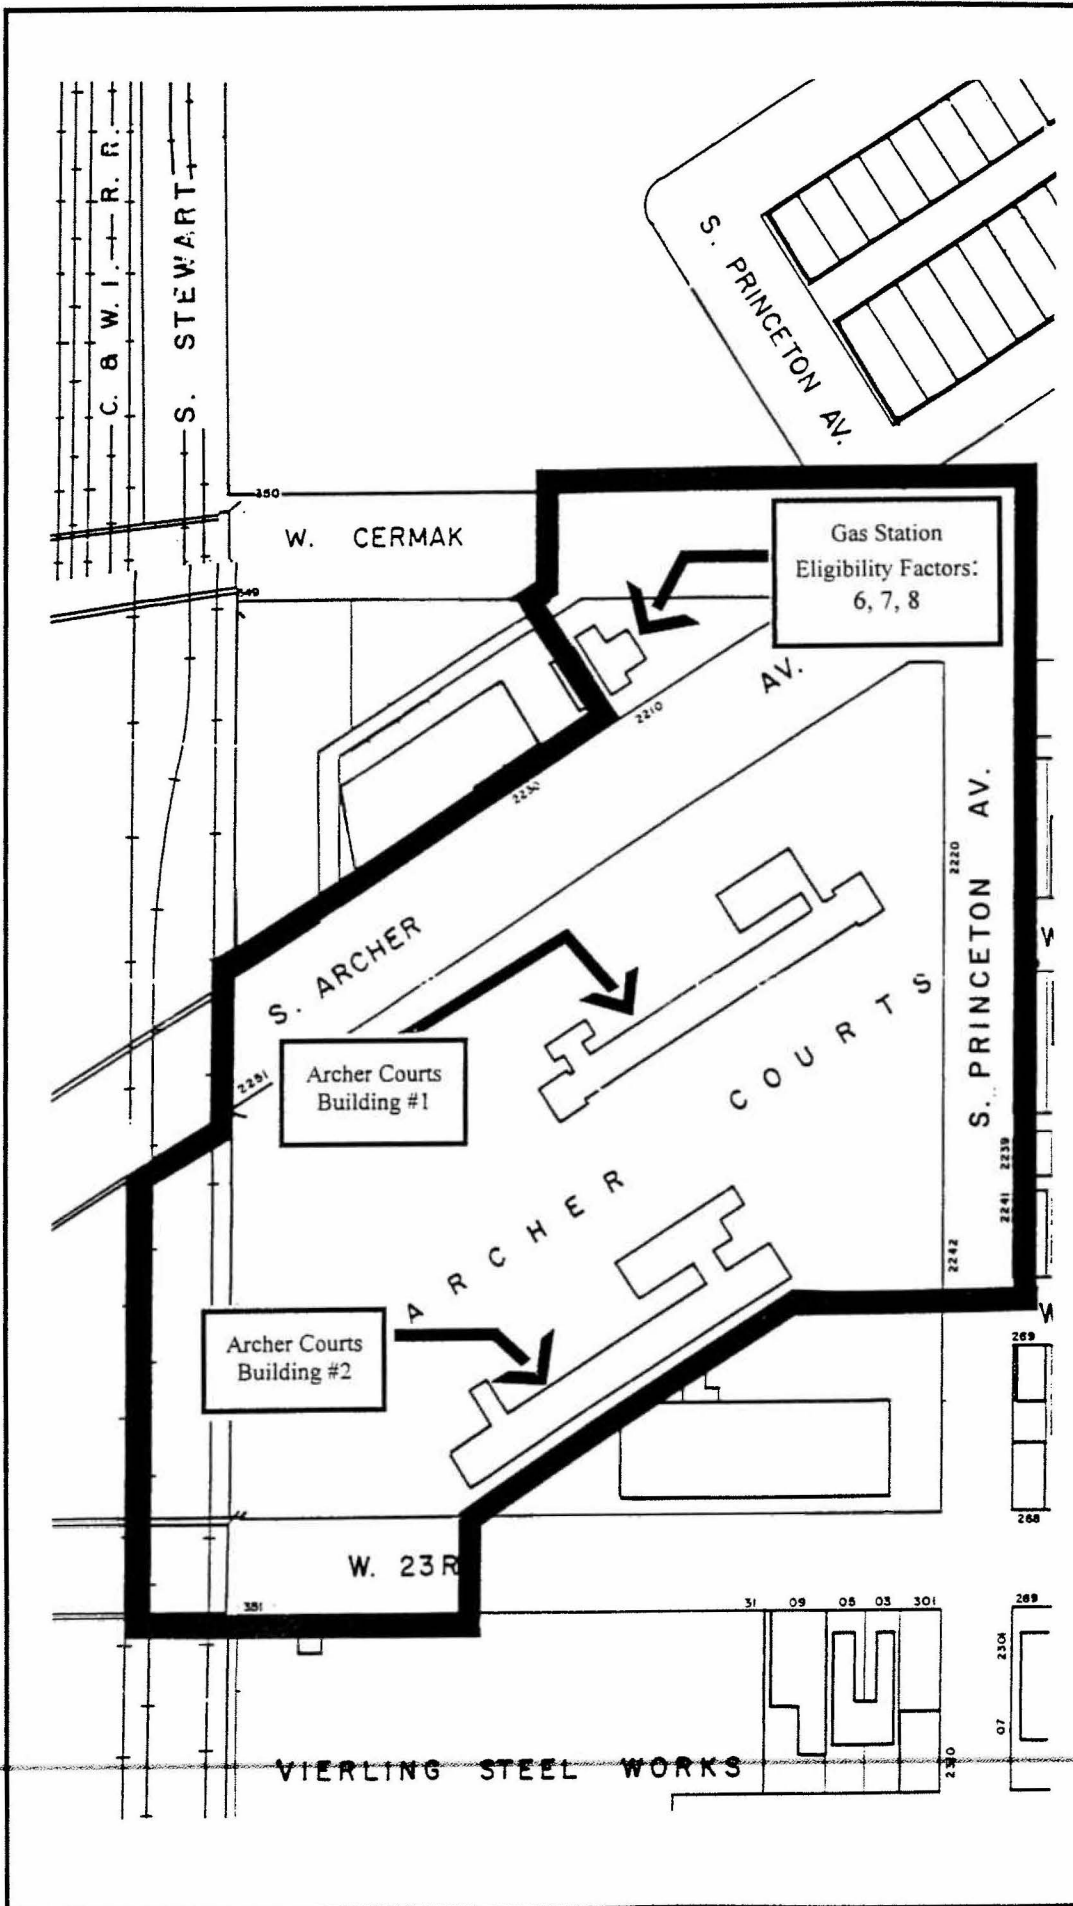 C. & W. I. R. R.
S. STEWART
S. PRINCETON AV.
350
W. CERMAK
349
Gas Station
Eligibility Factors:
6, 7, 8
AV.
2210
2230
S. PRINCETON AV.
2220
S. ARCHER
2251
Archer Courts
Building #1
ARCHER COURTS
2239
2241
2242
Archer Courts
Building #2
269
268
W. 23R
351
31 09 05 03 301
269
2301
07
VIERLING STEEL WORKS